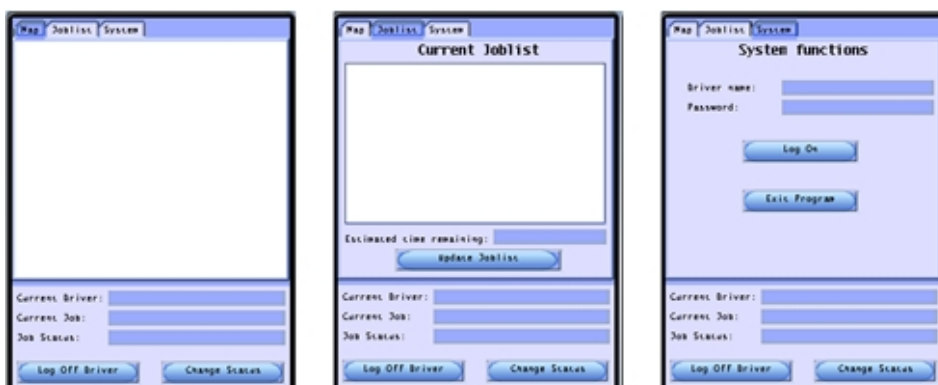 Map Joblist System
Current Driver:
Current Job:
Job Status:
Log Off Driver Change Status
Map Joblist System
Current Joblist
Estimated time remaining:
Update Joblist
Current Driver:
Current Job:
Job Status:
Log Off Driver Change Status
Map Joblist System
System functions
Driver name:
Password:
Log On
Exit Program
Current Driver:
Current Job:
Job Status:
Log Off Driver Change Status